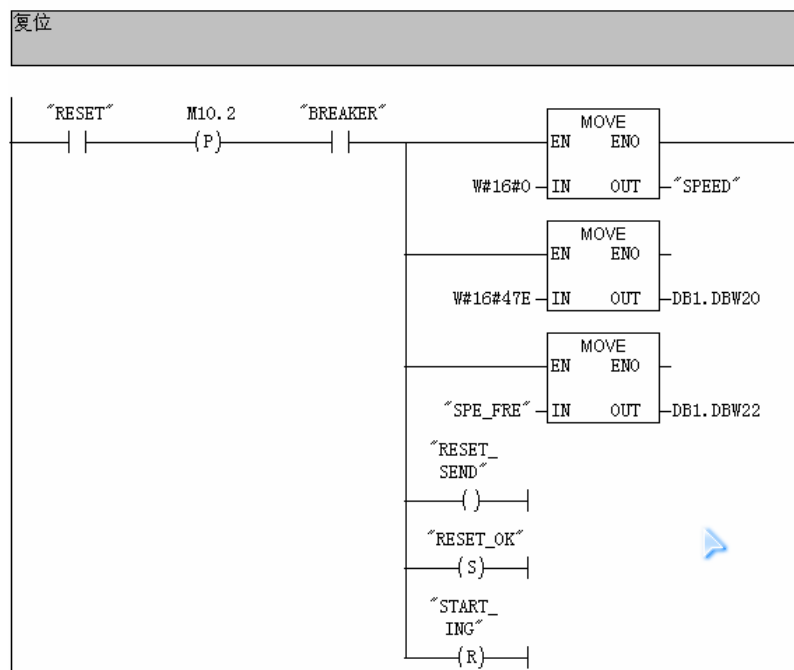 复位
"RESET" M10.2 "BREAKER" MOVE
(P) EN ENO
W#16#0 IN OUT "SPEED"
MOVE
EN ENO
W#16#47E IN OUT DB1.DBW20
MOVE
EN ENO
"SPE_FRE" IN OUT DB1.DBW22
"RESET_
SEND"
( )
"RESET_OK"
(S)
"START_
ING"
(R)